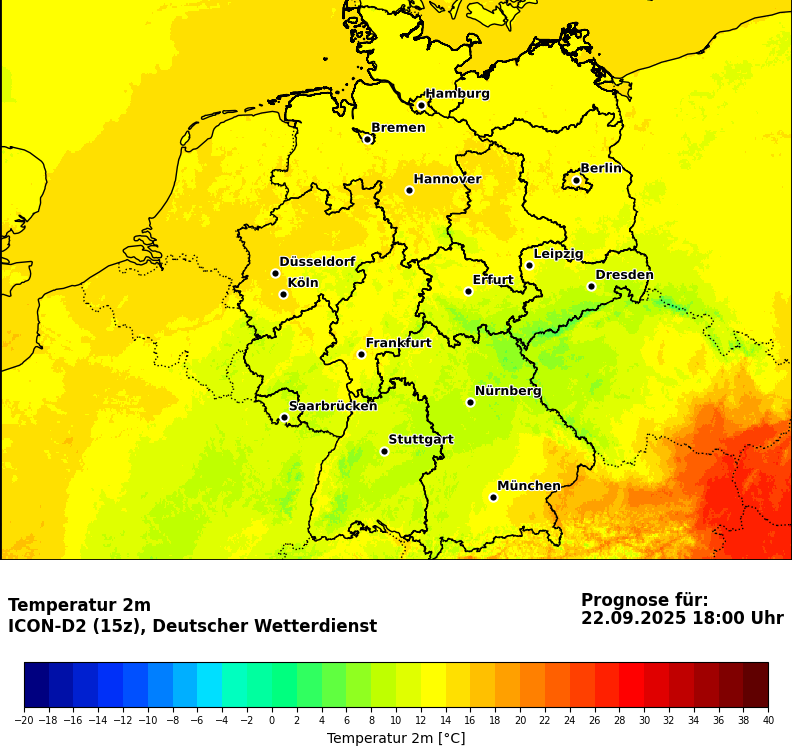 Hamburg
Bremen
Berlin
Hannover
Leipzig
Düsseldorf
Dresden
Köln
Erfurt
Frankfurt
Nürnberg
Saarbrücken
Stuttgart
München
Temperatur 2m
ICON-D2 (15z), Deutscher Wetterdienst
Prognose für:
22.09.2025 18:00 Uhr
−20 −18 −16 −14 −12 −10 −8 −6 −4 −2 0 2 4 6 8 10 12 14 16 18 20 22 24 26 28 30 32 34 36 38 40
Temperatur 2m [°C]